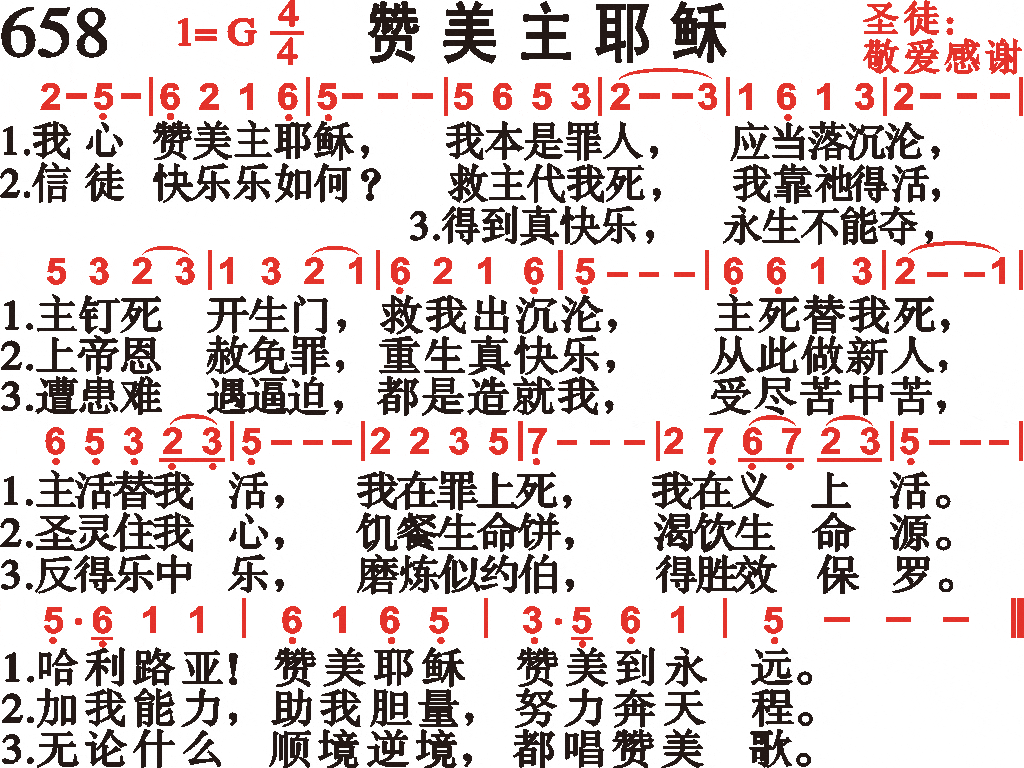 658 1=G 4/4 赞美主耶稣 圣徒：
敬爱感谢
2-5-|6 2 1 6|5---|5 6 5 3|2--3|1 6 1 3|2---|
1.我心 赞美主耶稣， 我本是罪人， 应当落沉沦，
2.信徒 快乐乐如何？ 救主代我死， 我靠祂得活，
3.得到真快乐， 永生不能夺，
5 3 2 3|1 3 2 1|6 2 1 6|5---|6 6 1 3|2--1|
1.主钉死 开生门，救我出沉沦， 主死替我死，
2.上帝恩 赦免罪，重生真快乐， 从此做新人，
3.遭患难 遇逼迫，都是造就我， 受尽苦中苦，
6 5 3 2 3|5---|2 2 3 5|7---|2 7 6 7 2 3|5---|
1.主活替我 活， 我在罪上死， 我在义 上 活。
2.圣灵住我 心， 饥餐生命饼， 渴饮生 命 源。
3.反得乐中 乐， 磨炼似约伯， 得胜效 保 罗。
5·6 1 1 | 6 1 6 5 | 3·5 6 1 | 5 - - -‖
1.哈利路亚! 赞美耶稣 赞美到永 远。
2.加我能力，助我胆量，努力奔天 程。
3.无论什么 顺境逆境，都唱赞美 歌。